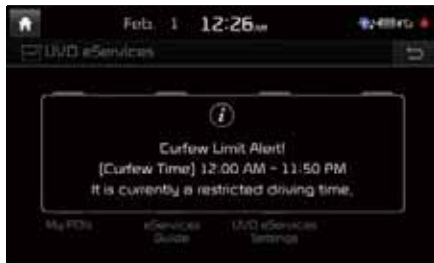 Feb. 1 12:26
UVO eServices
Curfew Limit Alert!
[Curfew Time] 12:00 AM ~ 11:50 PM
It is currently a restricted driving time.
My POIs eServices Guide UVO eServices Settings